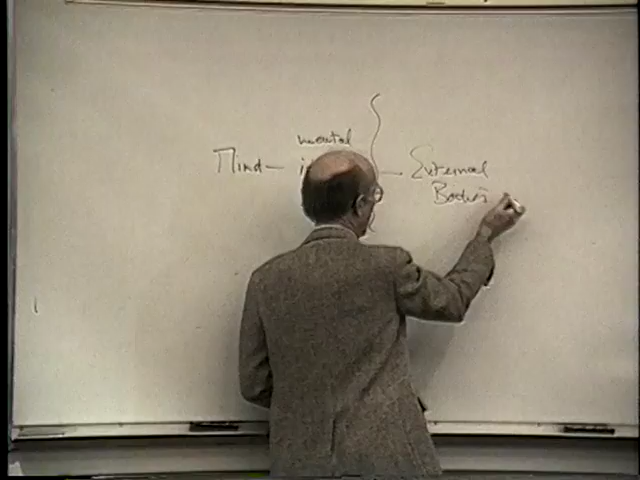 mental
Mind — — External
Bodies